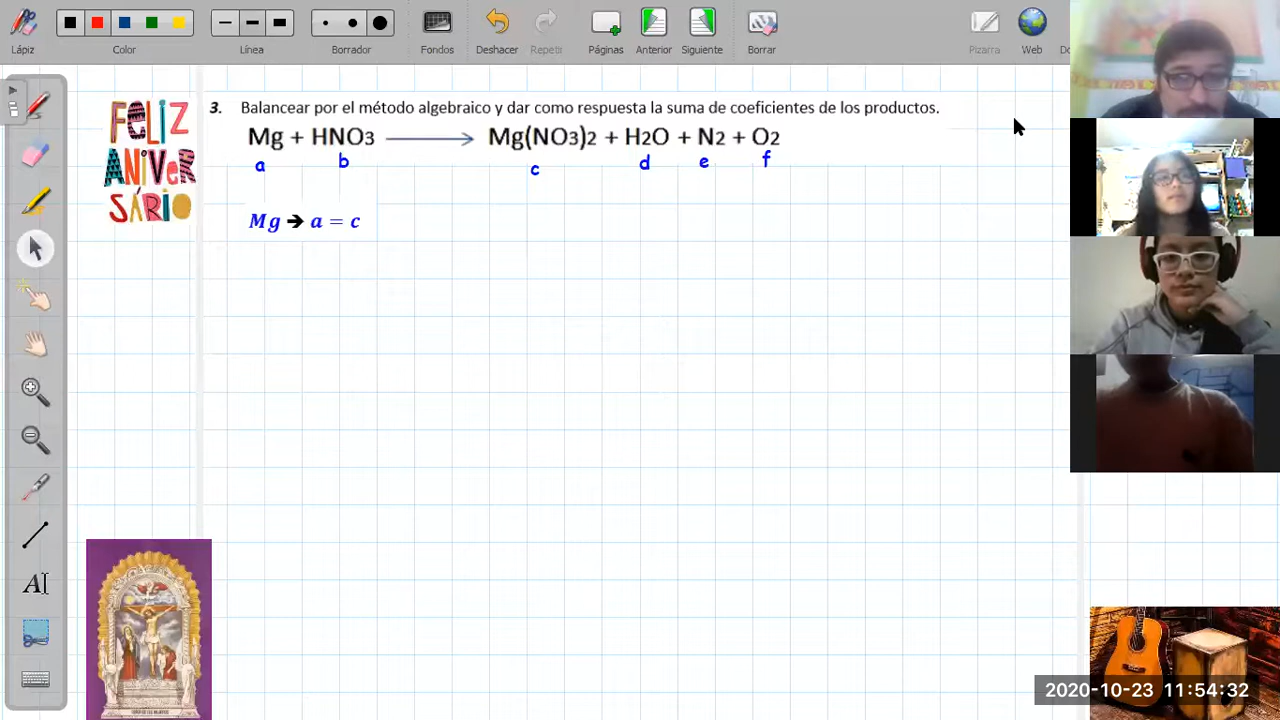 Lápiz
Color
Línea
Borrador
Fondos
Deshacer
Repetir
Páginas
Anterior
Siguiente
Borrar
Pizarra
Web
FELIZ
ANIVER
SÁRIO
3. Balancear por el método algebraico y dar como respuesta la suma de coeficientes de los productos.
Mg + HNO3 ⟶ Mg(NO3)2 + H2O + N2 + O2
a b c d e f
Mg ➔ a = c
A
2020-10-23 11:54:32